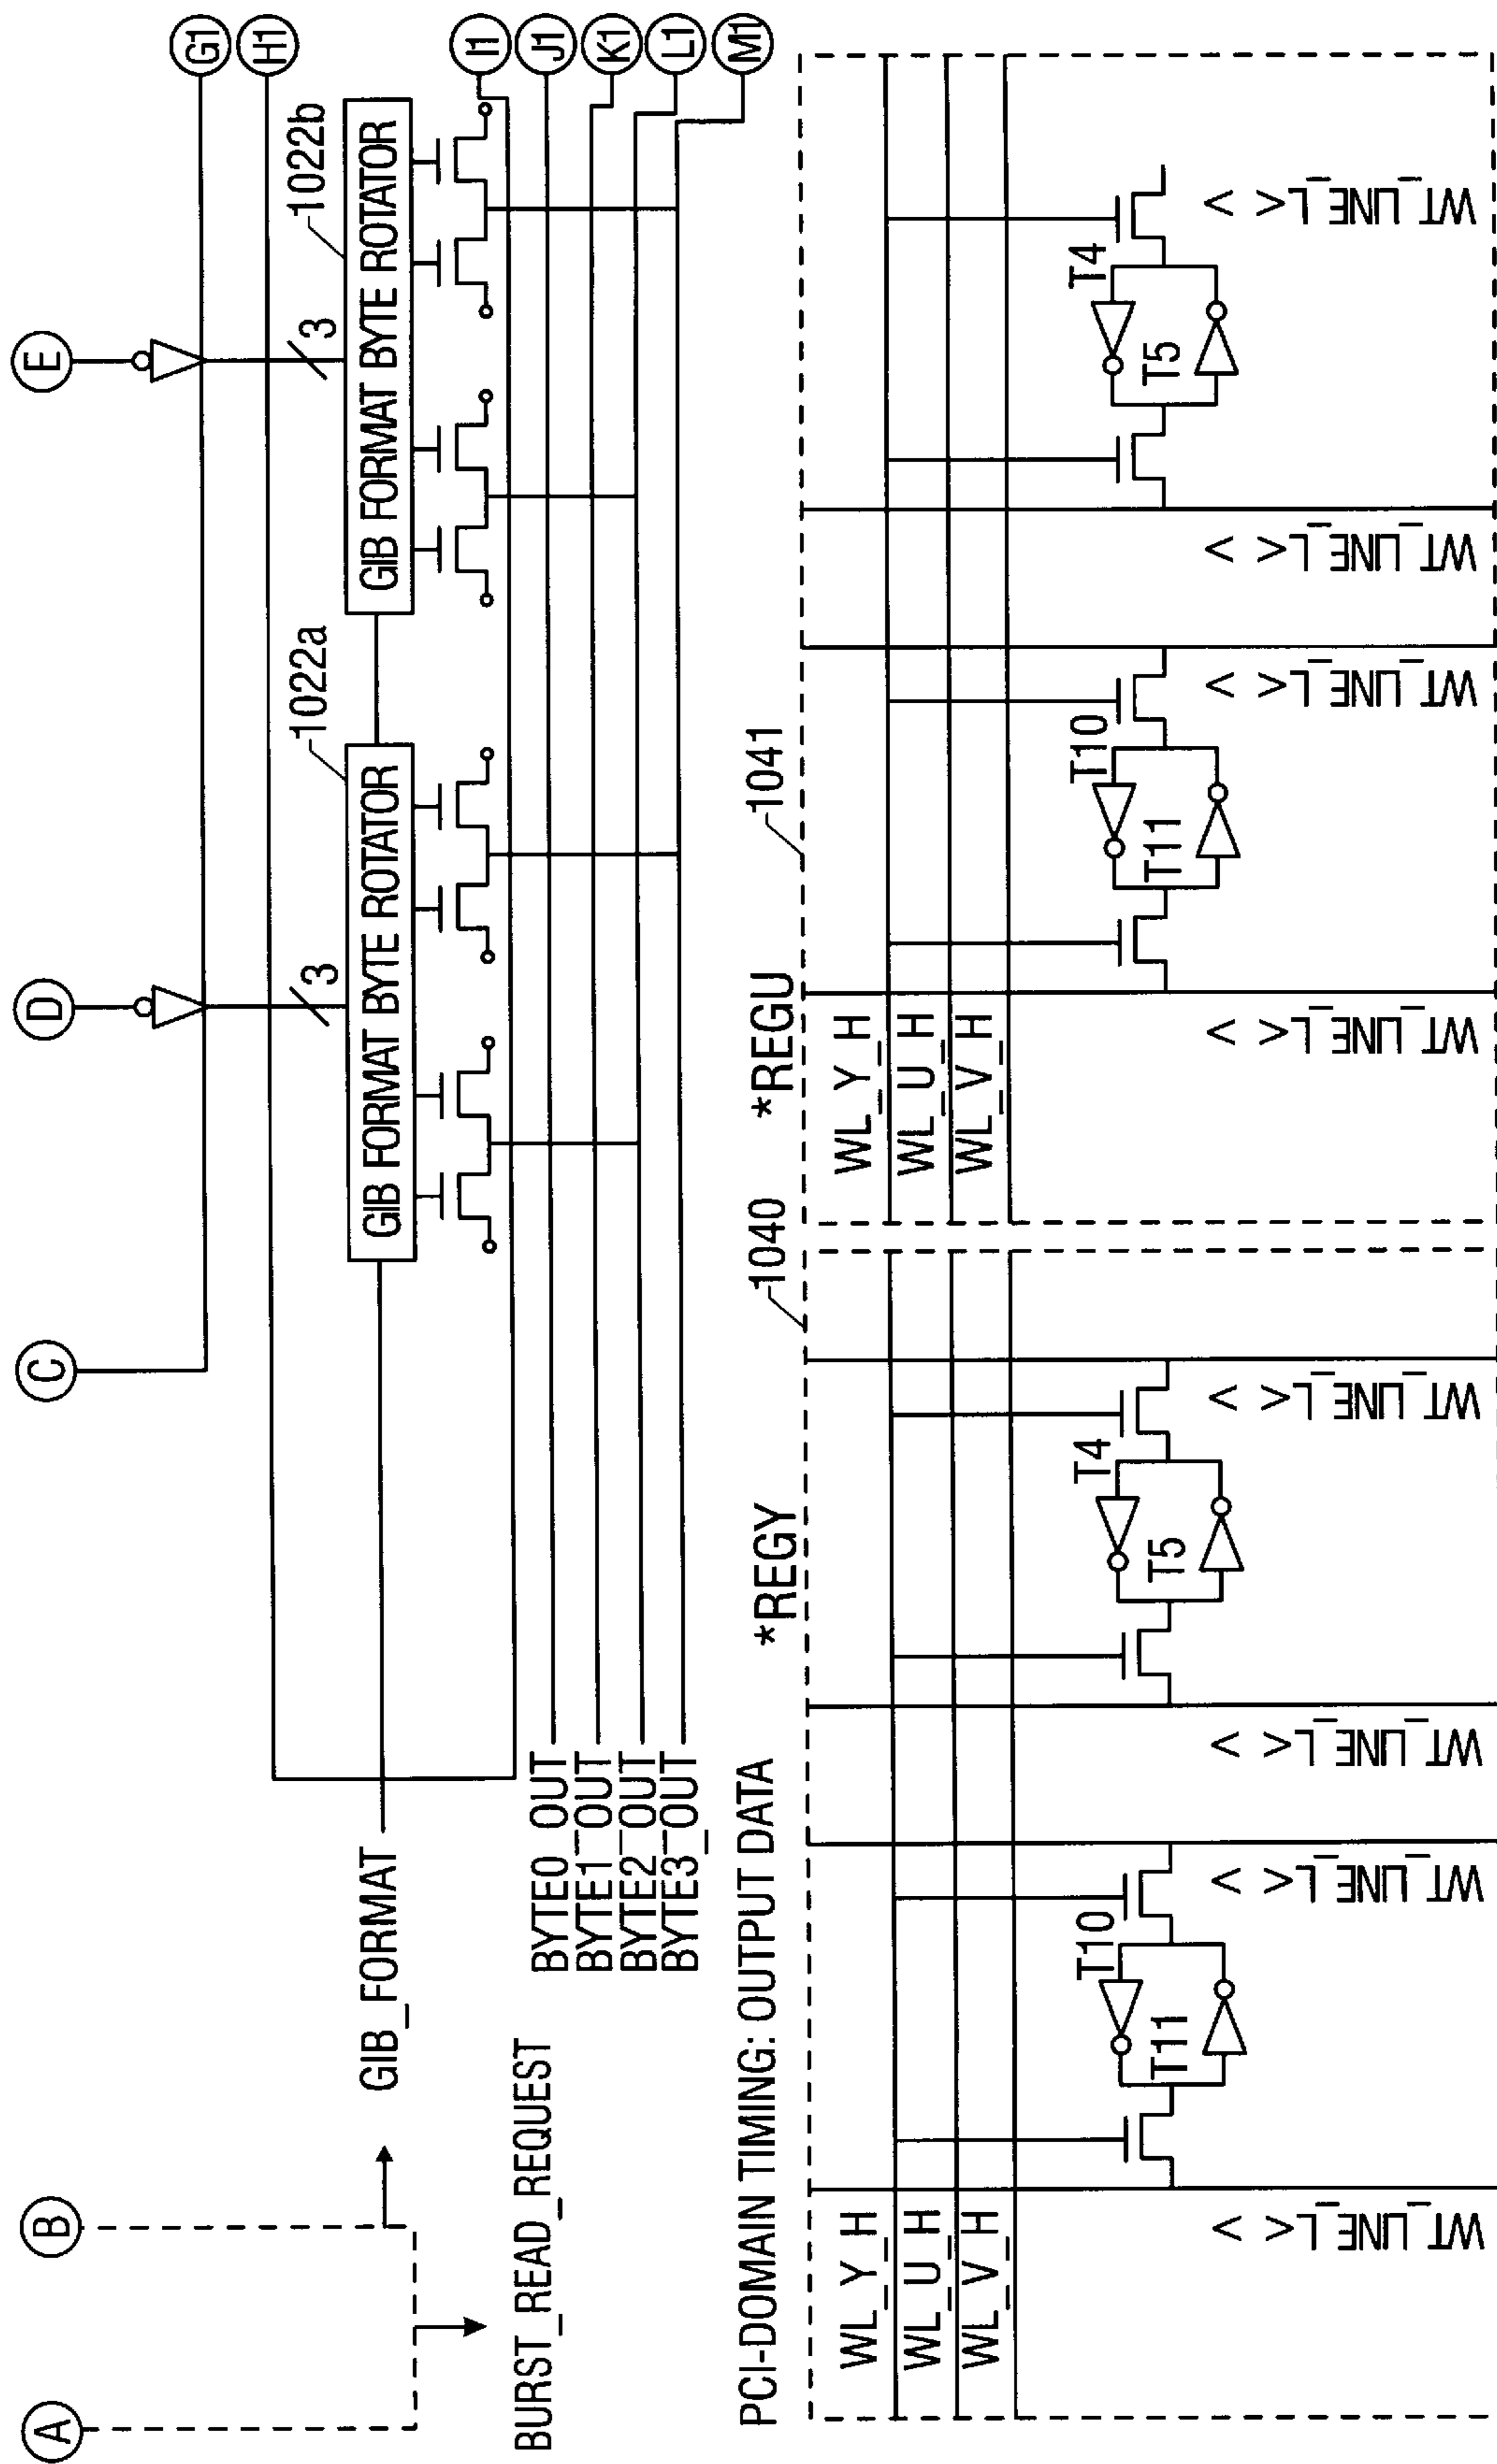 A
B
C
D
E
G1
H1
I1
J1
K1
L1
M1
BURST_READ_REQUEST
GIB_FORMAT
3
3
GIB FORMAT BYTE ROTATOR
1022a
GIB FORMAT BYTE ROTATOR
1022b
BYTE0_OUT
BYTE1_OUT
BYTE2_OUT
BYTE3_OUT
PCI-DOMAIN TIMING: OUTPUT DATA
*REGY
1040
*REGU
1041
WL_Y_H
WL_U_H
WL_V_H
T10
T11
T4
T5
WT_LINE_L< >
WT_LINE_L< >
WT_LINE_L< >
WT_LINE_L< >
WL_Y_H
WL_U_H
WL_V_H
T10
T11
T4
T5
WT_LINE_L< >
WT_LINE_L< >
WT_LINE_L< >
WT_LINE_L< >